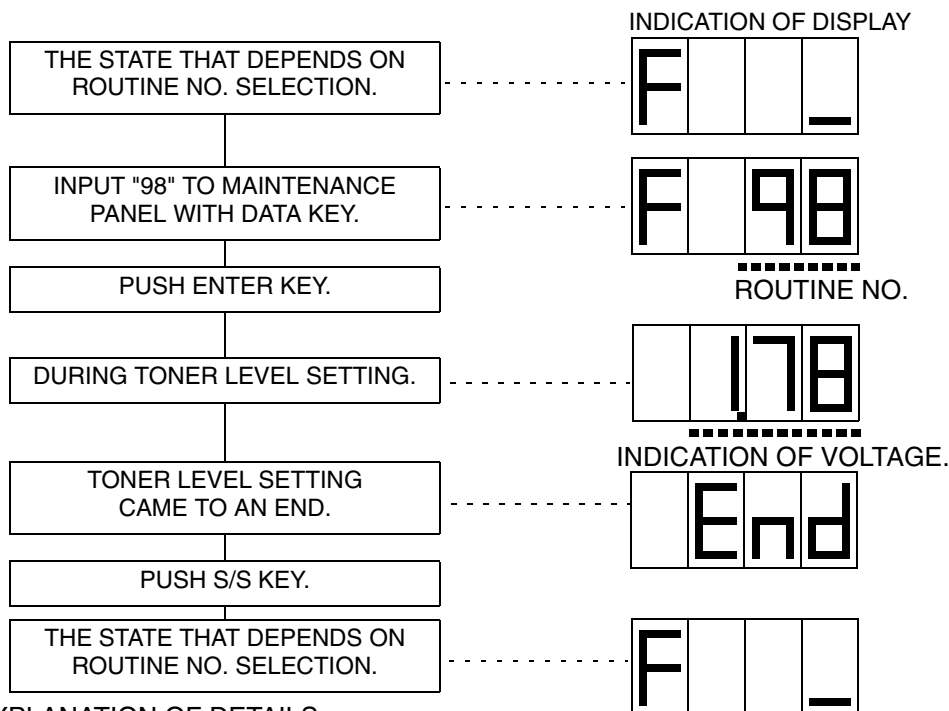 INDICATION OF DISPLAY
THE STATE THAT DEPENDS ON
ROUTINE NO. SELECTION.
F _
INPUT "98" TO MAINTENANCE
PANEL WITH DATA KEY.
F 98
ROUTINE NO.
PUSH ENTER KEY.
DURING TONER LEVEL SETTING.
1.78
INDICATION OF VOLTAGE.
TONER LEVEL SETTING
CAME TO AN END.
End
PUSH S/S KEY.
THE STATE THAT DEPENDS ON
ROUTINE NO. SELECTION.
F _